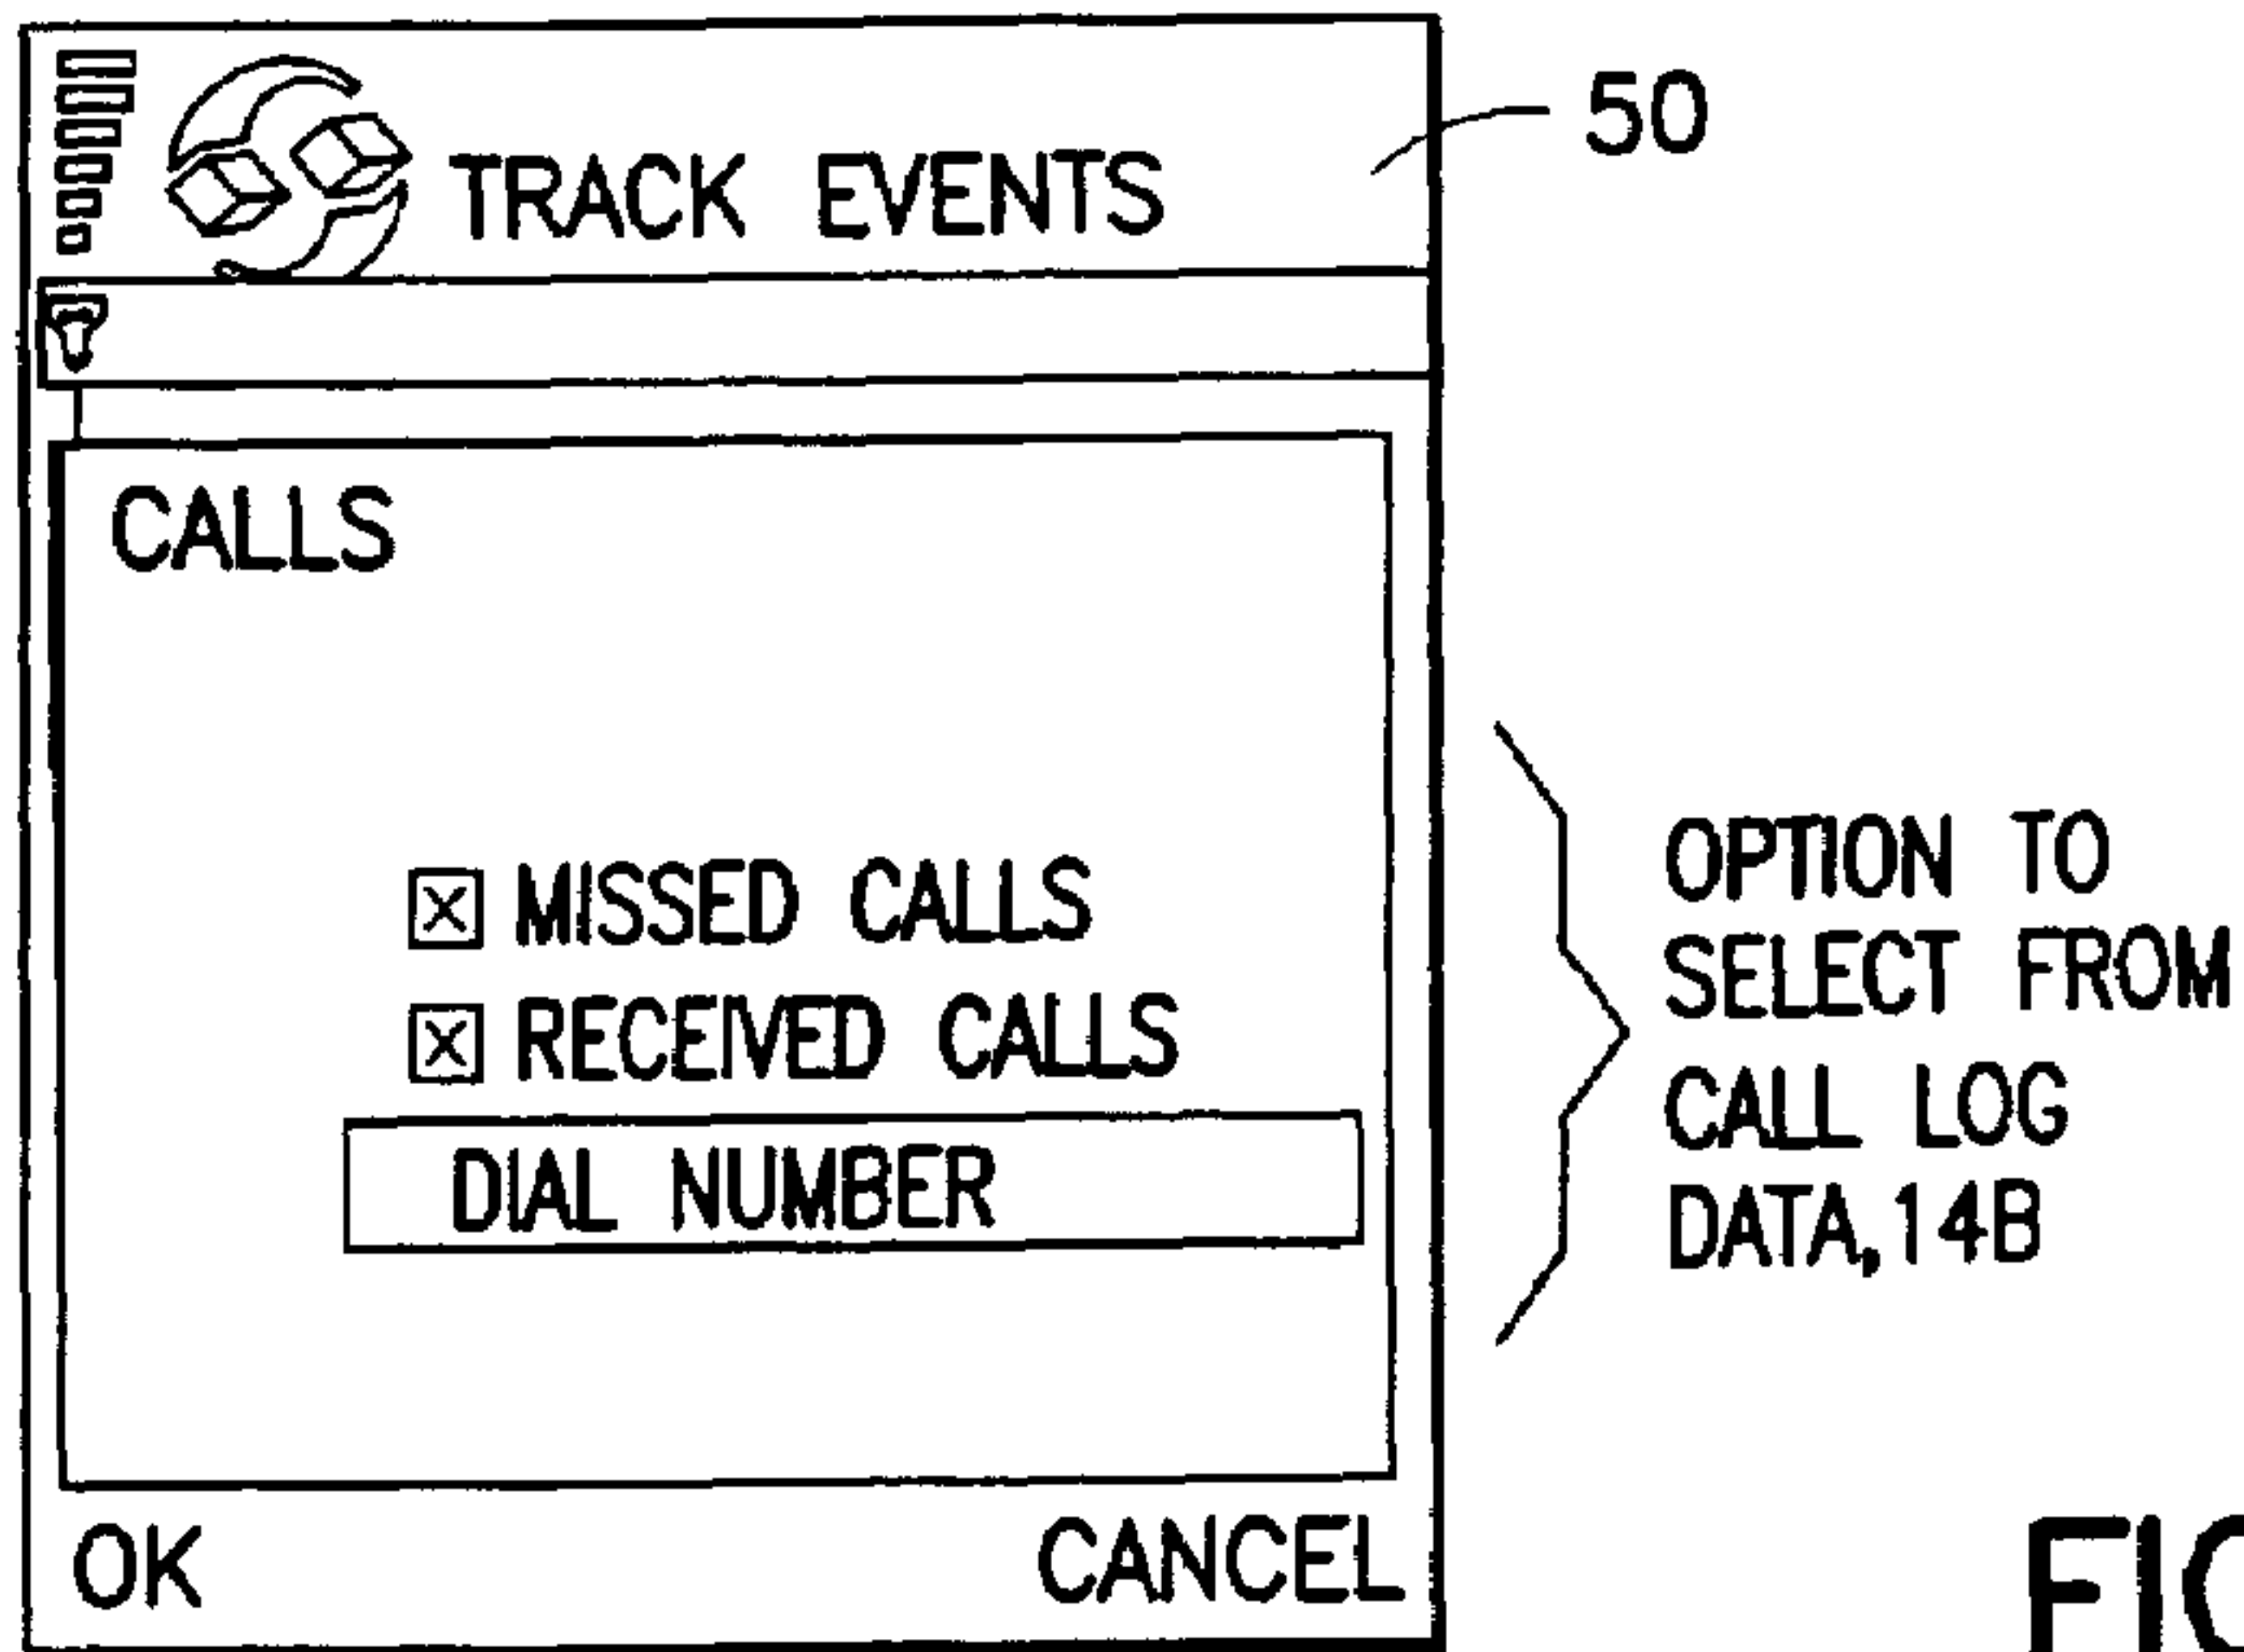 50
TRACK EVENTS
CALLS
☒ MISSED CALLS
☒ RECEIVED CALLS
DIAL NUMBER
OK
CANCEL
OPTION TO
SELECT FROM
CALL LOG
DATA,14B